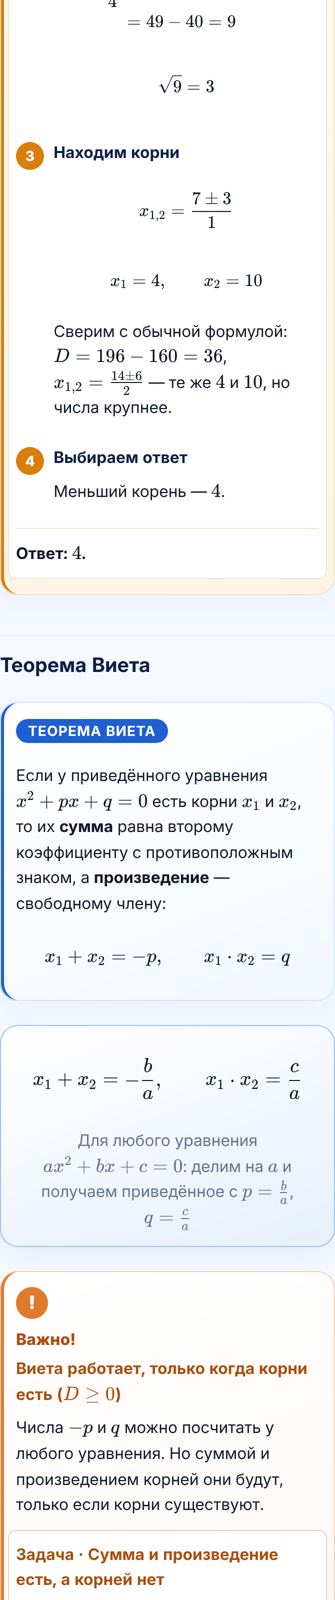 4
= 49 − 40 = 9
√9 = 3
3 Находим корни
x₁,₂ = (7 ± 3)/1
x₁ = 4, x₂ = 10
Сверим с обычной формулой:
D = 196 − 160 = 36,
x₁,₂ = (14±6)/2 — те же 4 и 10, но
числа крупнее.
4 Выбираем ответ
Меньший корень — 4.
Ответ: 4.
Теорема Виета
ТЕОРЕМА ВИЕТА
Если у приведённого уравнения
x² + px + q = 0 есть корни x₁ и x₂,
то их сумма равна второму
коэффициенту с противоположным
знаком, а произведение —
свободному члену:
x₁ + x₂ = −p, x₁ · x₂ = q
x₁ + x₂ = −b/a, x₁ · x₂ = c/a
Для любого уравнения
ax² + bx + c = 0: делим на a и
получаем приведённое с p = b/a,
q = c/a
!
Важно!
Виета работает, только когда корни
есть (D ≥ 0)
Числа −p и q можно посчитать у
любого уравнения. Но суммой и
произведением корней они будут,
только если корни существуют.
Задача · Сумма и произведение
есть, а корней нет